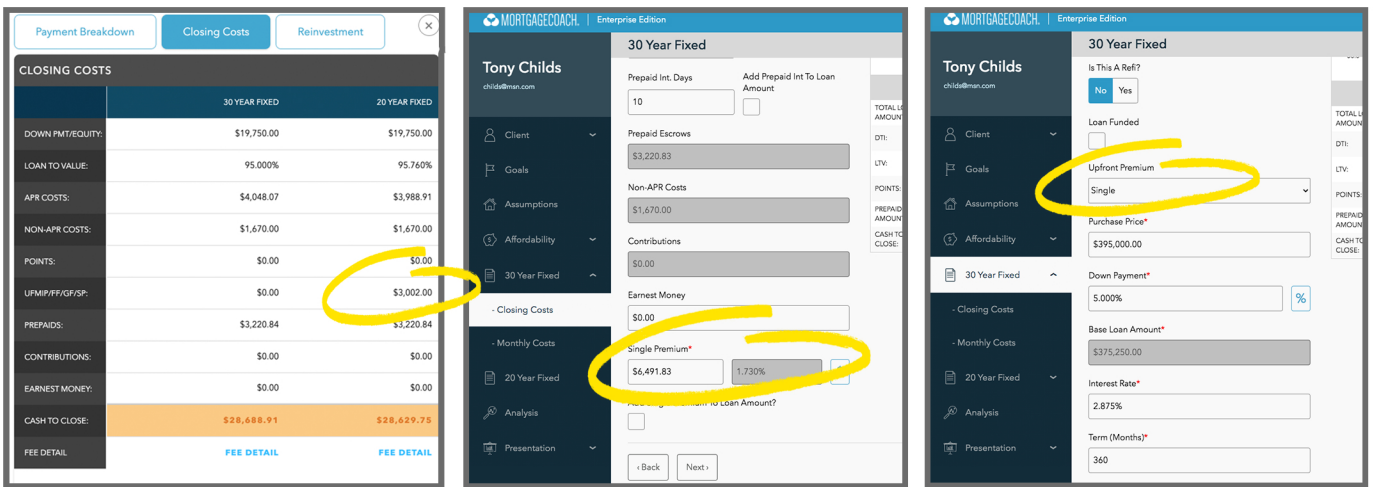 Payment Breakdown
Closing Costs
Reinvestment
CLOSING COSTS
30 YEAR FIXED 20 YEAR FIXED
DOWN PMT/EQUITY: $19,750.00 $19,750.00
LOAN TO VALUE: 95.000% 95.760%
APR COSTS: $4,048.07 $3,988.91
NON-APR COSTS: $1,670.00 $1,670.00
POINTS: $0.00 $0.00
UFMIP/FF/GF/SP: $0.00 $3,002.00
PREPAIDS: $3,220.84 $3,220.84
CONTRIBUTIONS: $0.00 $0.00
EARNEST MONEY: $0.00 $0.00
CASH TO CLOSE: $28,688.91 $28,629.75
FEE DETAIL FEE DETAIL FEE DETAIL
MORTGAGECOACH. | Enterprise Edition
Tony Childs
childs@msn.com
Client
Goals
Assumptions
Affordability
30 Year Fixed
- Closing Costs
- Monthly Costs
20 Year Fixed
Analysis
Presentation
30 Year Fixed
Prepaid Int. Days
10
Add Prepaid Int To Loan
Amount
Prepaid Escrows
$3,220.83
Non-APR Costs
$1,670.00
Contributions
$0.00
Earnest Money
$0.00
Single Premium*
$6,491.83 1.730%
To Loan Amount?
‹ Back Next ›
TOTAL
DTI:
LTV:
POINTS:
PREPAID
CASH TO
CLOSE:
MORTGAGECOACH. | Enterprise Edition
Tony Childs
childs@msn.com
Client
Goals
Assumptions
Affordability
30 Year Fixed
- Closing Costs
- Monthly Costs
20 Year Fixed
Analysis
Presentation
30 Year Fixed
Is This A Refi?
No Yes
Loan Funded
Upfront Premium
Single
Purchase Price*
$395,000.00
Down Payment*
5.000% %
Base Loan Amount*
$375,250.00
Interest Rate*
2.875%
Term (Months)*
360
TOTAL
DTI:
LTV:
POINTS:
PREPAID
CASH TO
CLOSE: